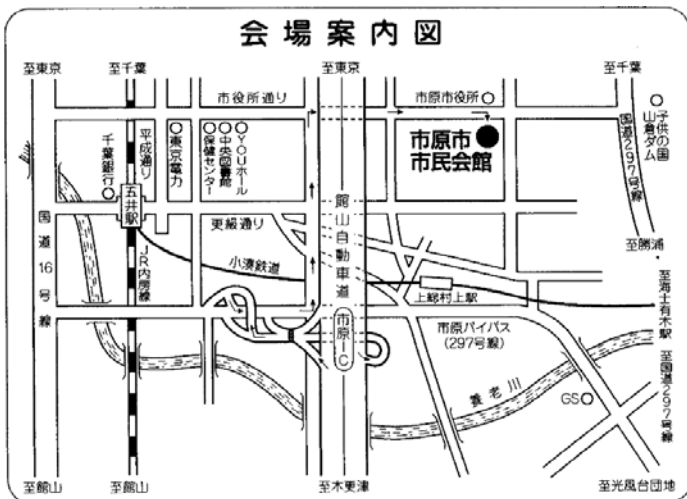 会場案内図
至東京
至千葉
至東京
至千葉
市役所通り
市原市役所
子供の国
山倉ダム
国道297号線
千葉銀行
平成通り
東京電力
保健センター
中央図書館
YOUホール
市原市
市民会館
五井駅
更級通り
館山自動車道
国道16号線
JR内房線
小湊鉄道
至勝浦
上総村上駅
至海士有木駅
市原IC
市原バイパス
(297号線)
至国道297号線
養老川
GS
至館山
至館山
至木更津
至光風台団地